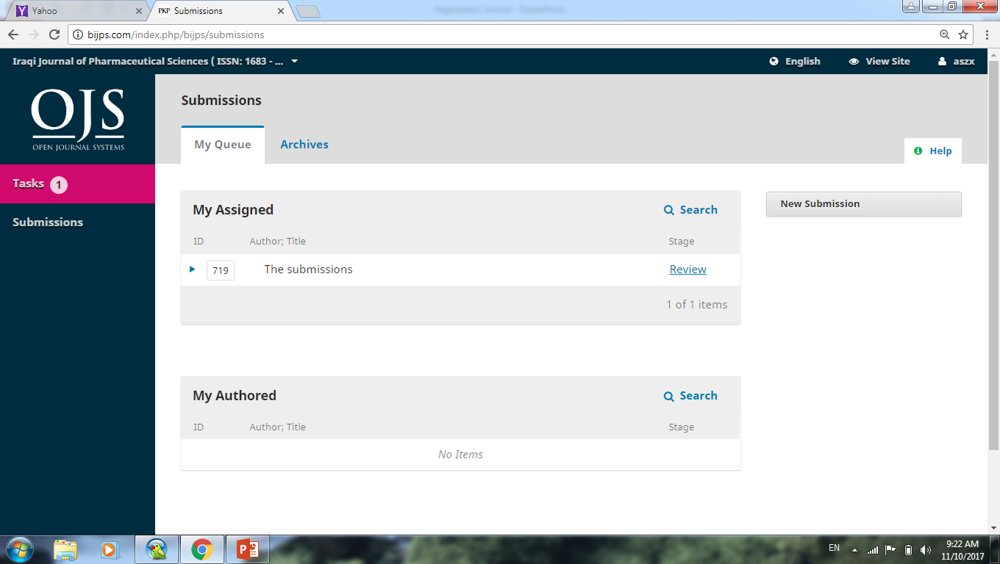 Yahoo
PKP Submissions
Registration Journal - PowerPoint
bijps.com/index.php/bijps/submissions
Iraqi Journal of Pharmaceutical Sciences ( ISSN: 1683 - ...
English
View Site
aszx
OJS
OPEN JOURNAL SYSTEMS
Tasks 1
Submissions
Submissions
My Queue
Archives
Help
My Assigned
Search
ID
Author; Title
Stage
719
The submissions
Review
1 of 1 items
New Submission
My Authored
Search
ID
Author; Title
Stage
No Items
EN
9:22 AM
11/10/2017